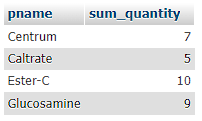 pname sum_quantity
Centrum 7
Caltrate 5
Ester-C 10
Glucosamine 9